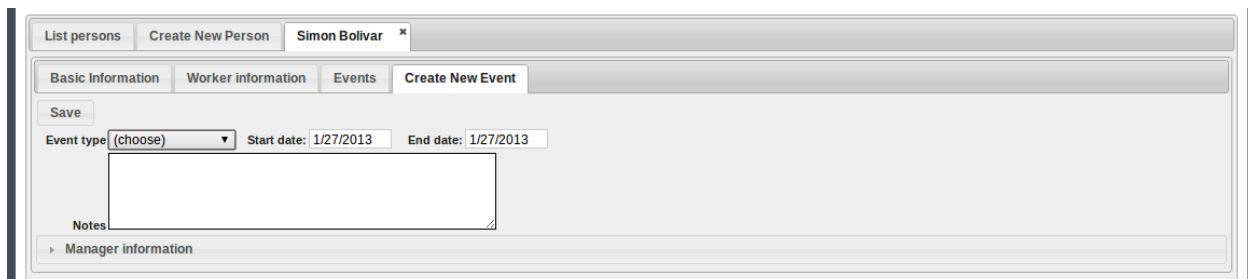 List persons Create New Person Simon Bolivar ✖
Basic Information Worker information Events Create New Event
Save
Event type (choose) Start date: 1/27/2013 End date: 1/27/2013
Notes
Manager information